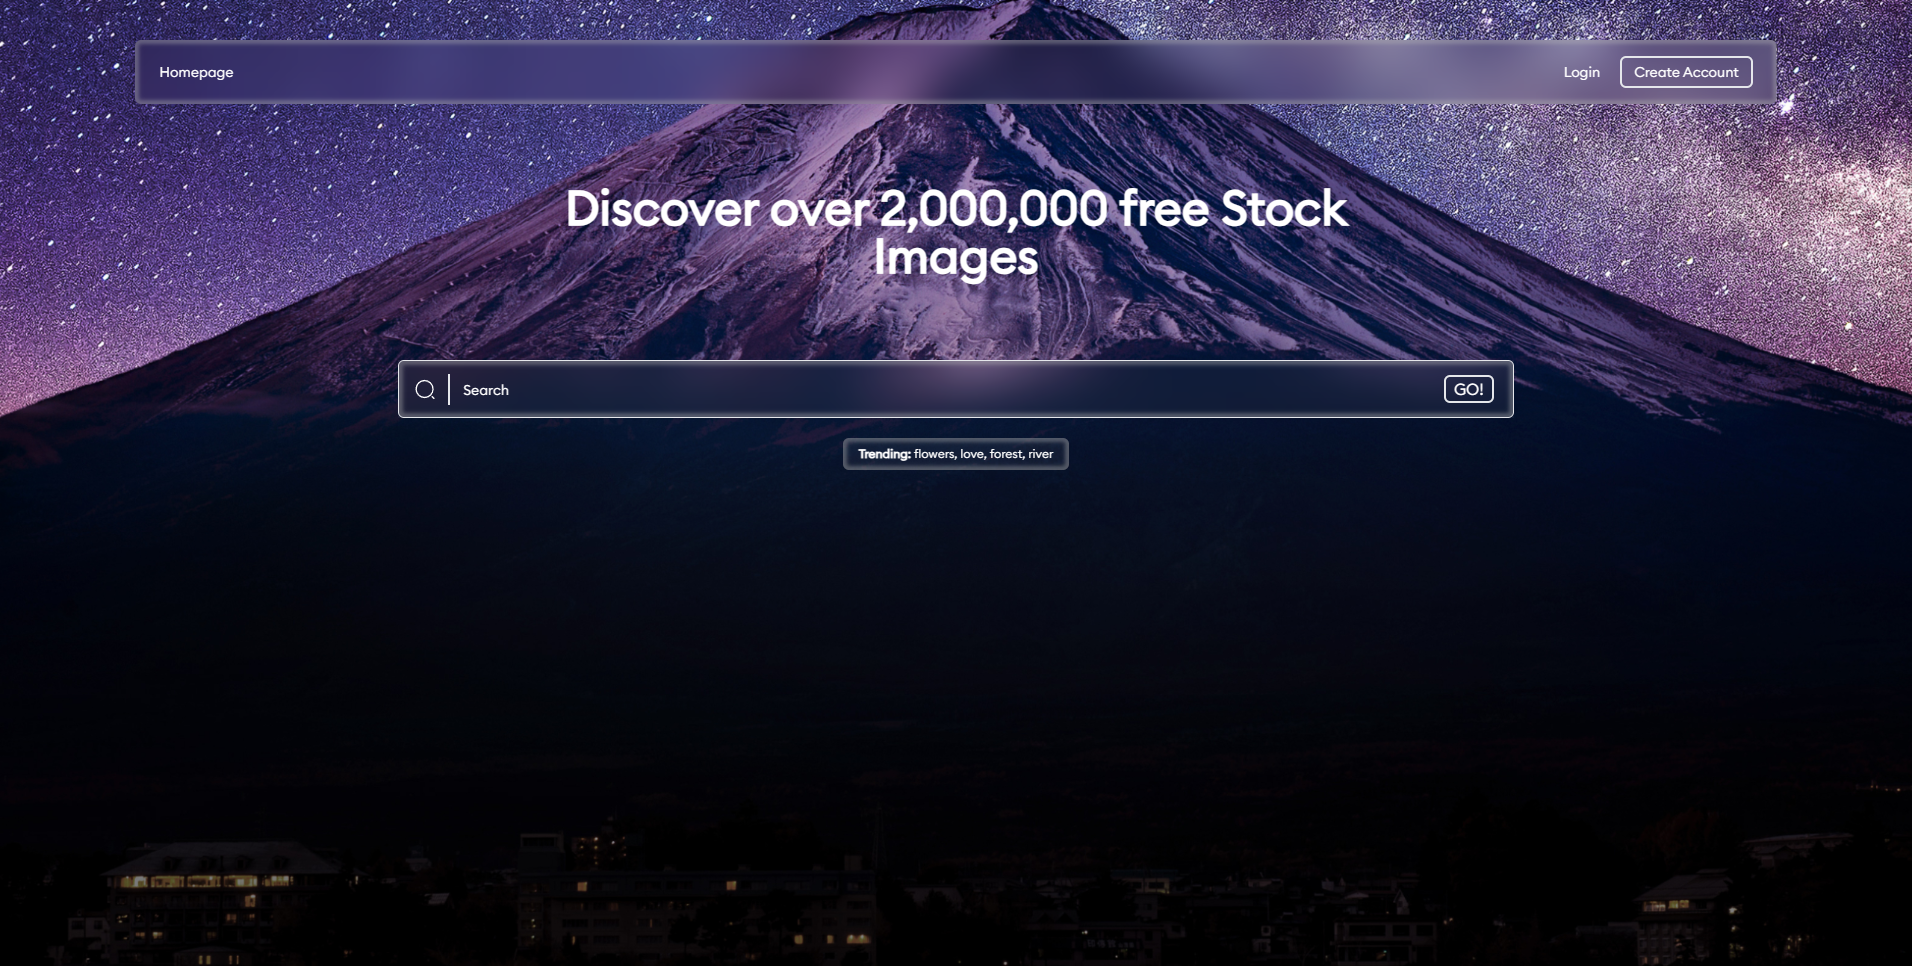 Homepage
Login
Create Account
Discover over 2,000,000 free Stock
Images
Search
GO!
Trending: flowers, love, forest, river